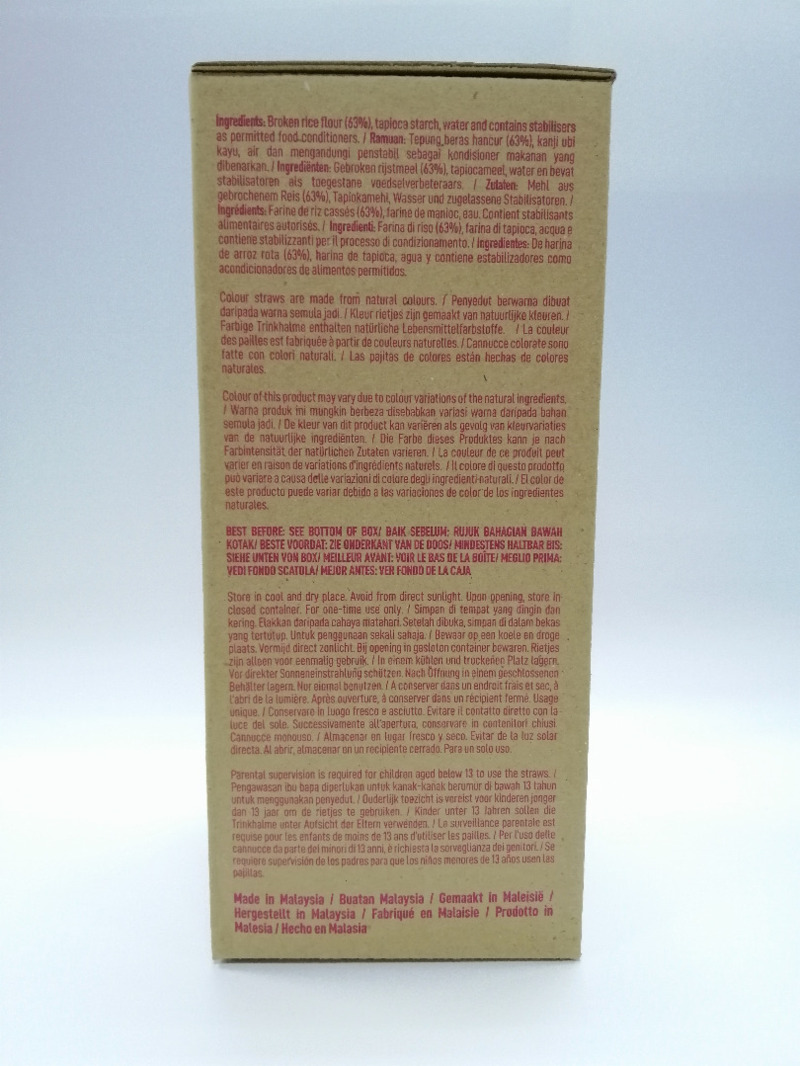 Ingredients: Broken rice flour (63%), tapioca starch, water and contains stabilisers
as permitted food conditioners. / Ramuan: Tepung beras hancur (63%), kanji ubi
kayu, air dan mengandungi penstabil sebagai kondisioner makanan yang
dibenarkan. / Ingrediënten: Gebroken rijstmeel (63%), tapiocameel, water en bevat
stabilisatoren als toegestane voedselverbeteraars. / Zutaten: Mehl aus
gebrochenem Reis (63%), Tapiokamehl, Wasser und zugelassene Stabilisatoren. /
Ingrédients: Farine de riz cassés (63%), farine de manioc, eau. Contient stabilisants
alimentaires autorisés. / Ingredienti: Farina di riso (63%), farina di tapioca, acqua e
contiene stabilizzanti per il processo di condizionamento. / Ingredientes: De harina
de arroz rota (63%), harina de tapioca, agua y contiene estabilizadores como
acondicionadores de alimentos permitidos.
Colour straws are made from natural colours. / Penyedut berwarna dibuat
daripada warna semula jadi. / Kleur rietjes zijn gemaakt van natuurlijke kleuren. /
Farbige Trinkhalme enthalten natürliche Lebensmittelfarbstoffe. / La couleur
des pailles est fabriquée à partir de couleurs naturelles. / Cannucce colorate sono
fatte con colori naturali. / Las pajitas de colores están hechas de colores
naturales.
Colour of this product may vary due to colour variations of the natural ingredients.
/ Warna produk ini mungkin berbeza disebabkan variasi warna daripada bahan
semula jadi. / De kleur van dit product kan variëren als gevolg van kleurvariaties
van de natuurlijke ingrediënten. / Die Farbe dieses Produktes kann je nach
Farbintensität der natürlichen Zutaten variieren. / La couleur de ce produit peut
varier en raison de variations d'ingrédients naturels. / Il colore di questo prodotto
può variare a causa delle variazioni di colore degli ingredienti naturali. / El color de
este producto puede variar debido a las variaciones de color de los ingredientes
naturales.
BEST BEFORE: SEE BOTTOM OF BOX/ BAIK SEBELUM: RUJUK BAHAGIAN BAWAH
KOTAK/ BESTE VOORDAT: ZIE ONDERKANT VAN DE DOOS/ MINDESTENS HALTBAR BIS:
SIEHE UNTEN VON BOX/ MEILLEUR AVANT: VOIR LE BAS DE LA BOÎTE/ MEGLIO PRIMA:
VEDI FONDO SCATOLA/ MEJOR ANTES: VER FONDO DE LA CAJA
Store in cool and dry place. Avoid from direct sunlight. Upon opening, store in
closed container. For one-time use only. / Simpan di tempat yang dingin dan
kering. Elakkan daripada cahaya matahari. Setelah dibuka, simpan di dalam bekas
yang tertutup. Untuk penggunaan sekali sahaja. / Bewaar op een koele en droge
plaats. Vermijd direct zonlicht. Bij opening in gesloten container bewaren. Rietjes
zijn alleen voor eenmalig gebruik. / In einem kühlen und trockenen Platz lagern.
Vor direkter Sonneneinstrahlung schützen. Nach Öffnung in einem geschlossenen
Behälter lagern. Nur einmal benutzen. / A conserver dans un endroit frais et sec, à
l'abri de la lumière. Après ouverture, à conserver dans un récipient fermé. Usage
unique. / Conservare in luogo fresco e asciutto. Evitare il contatto diretto con la
luce del sole. Successivamente all'apertura, conservare in contenitori chiusi.
Cannucce monouso. / Almacenar en lugar fresco y seco. Evitar de la luz solar
directa. Al abrir, almacenar en un recipiente cerrado. Para un solo uso.
Parental supervision is required for children aged below 13 to use the straws. /
Pengawasan ibu bapa diperlukan untuk kanak-kanak berumur di bawah 13 tahun
untuk menggunakan penyedut. / Ouderlijk toezicht is vereist voor kinderen jonger
dan 13 jaar om de rietjes te gebruiken. / Kinder unter 13 Jahren sollen die
Trinkhalme unter Aufsicht der Eltern verwenden. / La surveillance parentale est
requise pour les enfants de moins de 13 ans d'utiliser les pailles. / Per l'uso delle
cannucce da parte dei minori di 13 anni, è richiesta la sorveglianza dei genitori. / Se
requiere supervisión de los padres para que los niños menores de 13 años usen las
pajillas.
Made in Malaysia / Buatan Malaysia / Gemaakt in Maleisië /
Hergestellt in Malaysia / Fabriqué en Malaisie / Prodotto in
Malesia / Hecho en Malasia